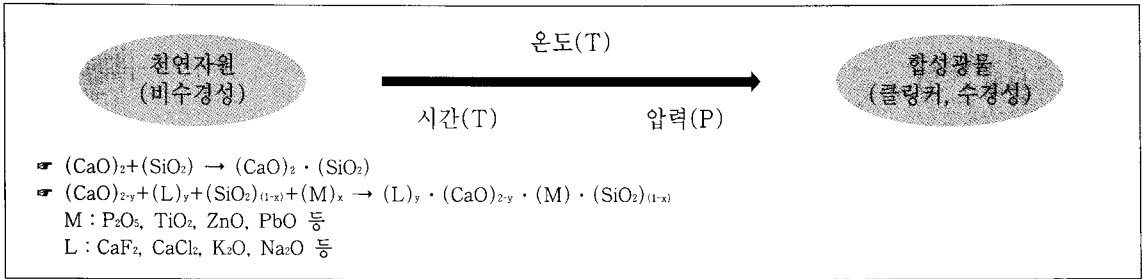 천연자원
(비수경성)
온도(T)
시간(T)
압력(P)
합성광물
(클링커, 수경성)
☞ (CaO)₂+(SiO₂) → (CaO)₂ · (SiO₂)
☞ (CaO)₂₋ᵧ+(L)ᵧ+(SiO₂)₍₁₋ₓ₎+(M)ₓ → (L)ᵧ · (CaO)₂₋ᵧ · (M) · (SiO₂)₍₁₋ₓ₎
M : P₂O₅, TiO₂, ZnO, PbO 등
L : CaF₂, CaCl₂, K₂O, Na₂O 등